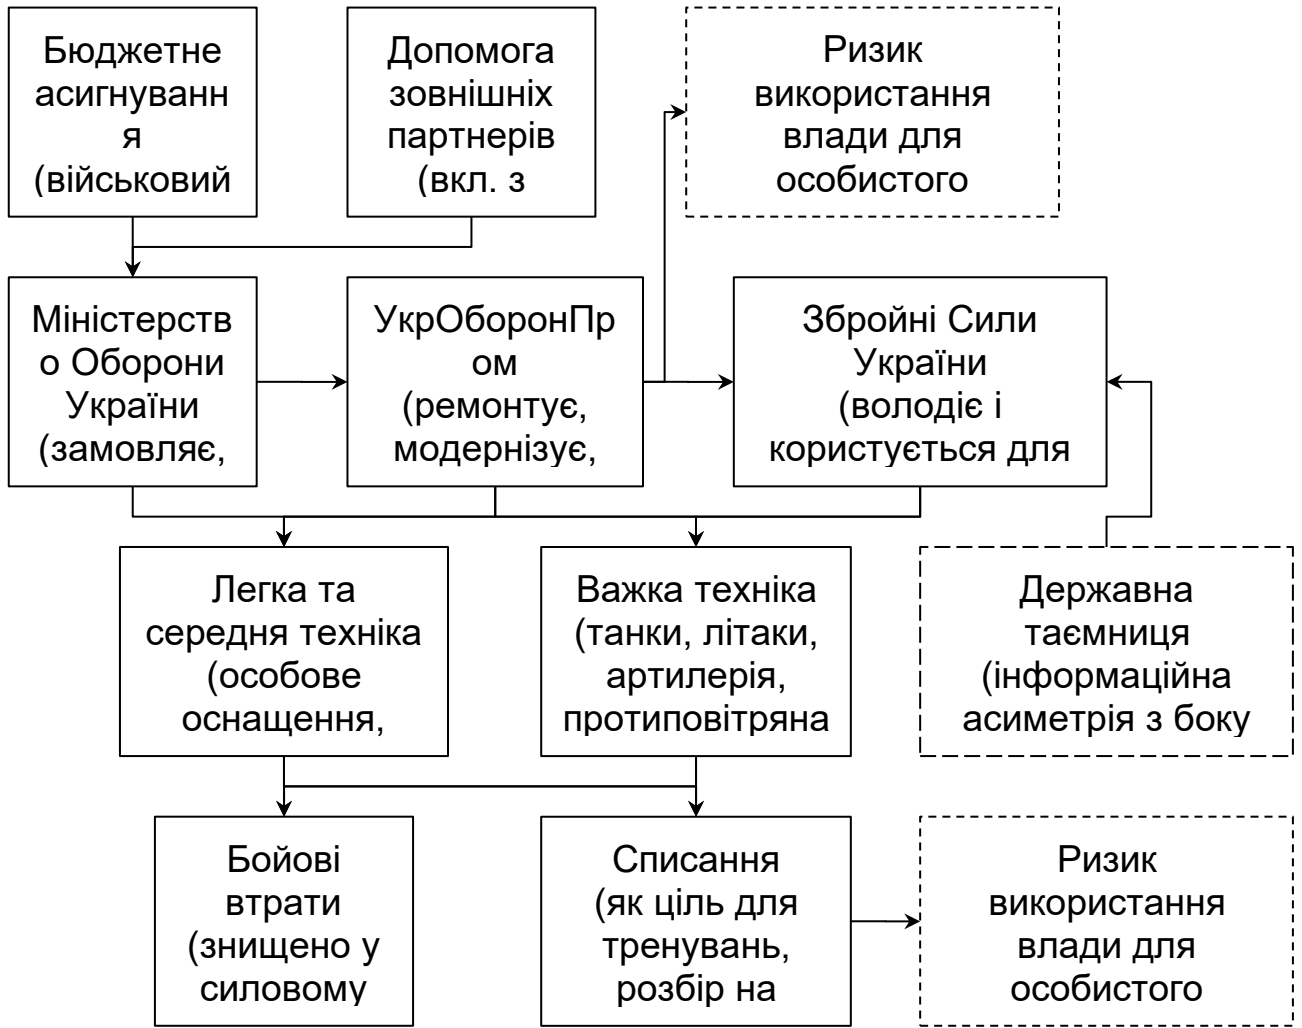 Бюджетне
асигнуванн
я
(військовий
Допомога
зовнішніх
партнерів
(вкл. з
Ризик
використання
влади для
особистого
Міністерств
о Оборони
України
(замовляє,
УкрОборонПр
ом
(ремонтує,
модернізує,
Збройні Сили
України
(володіє і
користується для
Легка та
середня техніка
(особове
оснащення,
Важка техніка
(танки, літаки,
артилерія,
протиповітряна
Державна
таємниця
(інформаційна
асиметрія з боку
Бойові
втрати
(знищено у
силовому
Списання
(як ціль для
тренувань,
розбір на
Ризик
використання
влади для
особистого